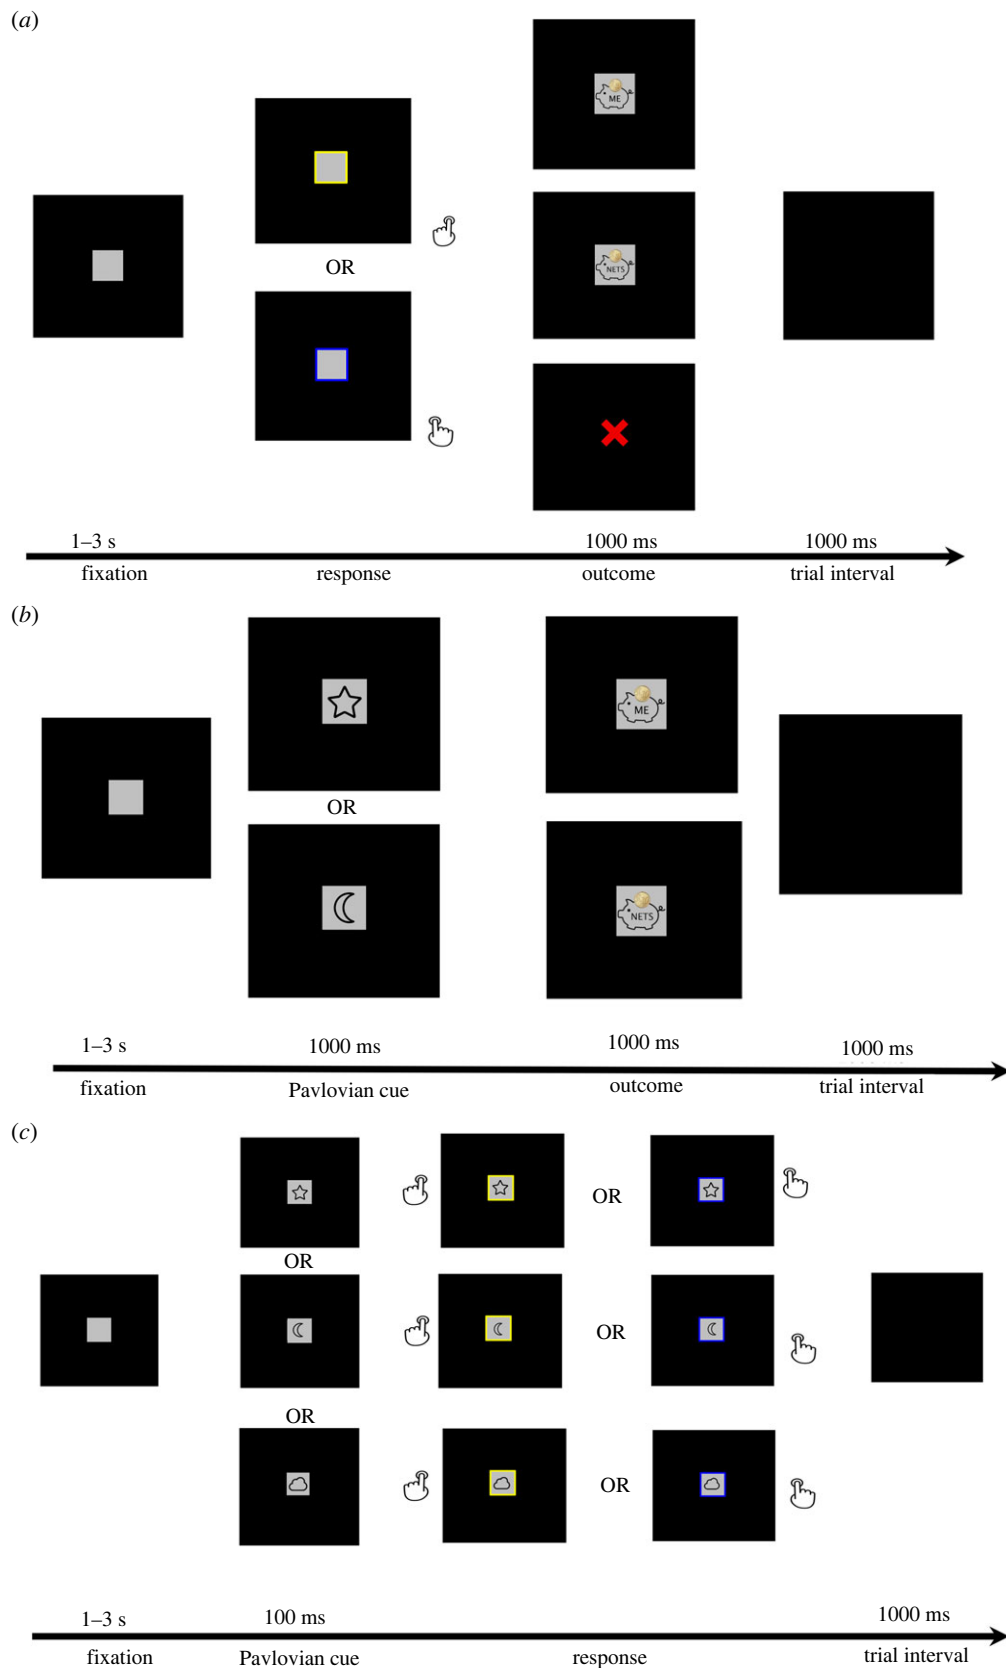 (a)
ME
OR
NETS
1–3 s
1000 ms
1000 ms
fixation
response
outcome
trial interval
(b)
ME
OR
NETS
1–3 s
1000 ms
1000 ms
1000 ms
fixation
Pavlovian cue
outcome
trial interval
(c)
OR
OR
OR
OR
OR
1–3 s
100 ms
1000 ms
fixation
Pavlovian cue
response
trial interval